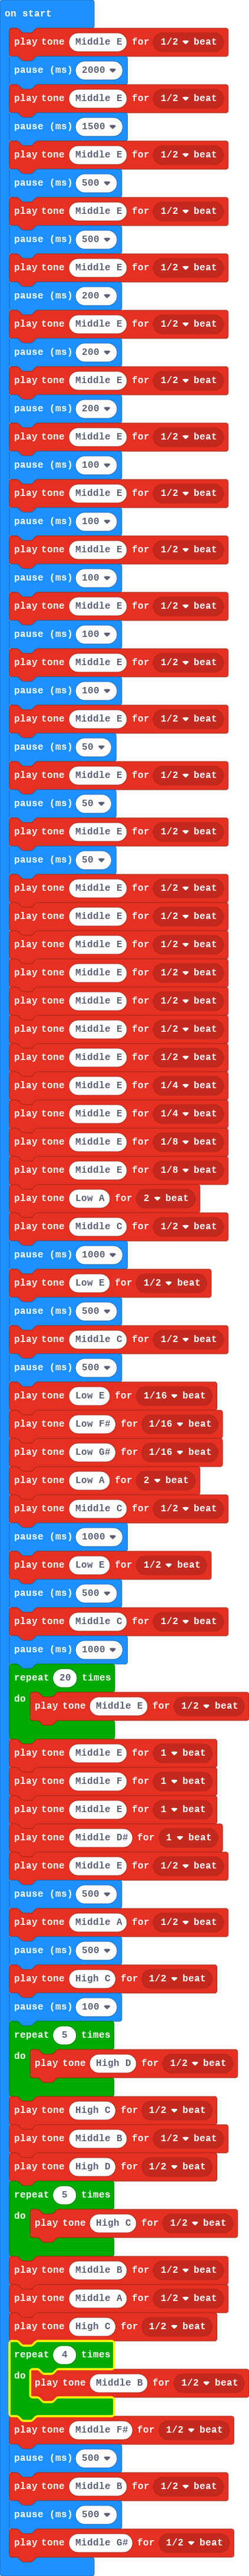 on start
play tone Middle E for 1/2 beat
pause (ms) 2000
play tone Middle E for 1/2 beat
pause (ms) 1500
play tone Middle E for 1/2 beat
pause (ms) 500
play tone Middle E for 1/2 beat
pause (ms) 500
play tone Middle E for 1/2 beat
pause (ms) 200
play tone Middle E for 1/2 beat
pause (ms) 200
play tone Middle E for 1/2 beat
pause (ms) 200
play tone Middle E for 1/2 beat
pause (ms) 100
play tone Middle E for 1/2 beat
pause (ms) 100
play tone Middle E for 1/2 beat
pause (ms) 100
play tone Middle E for 1/2 beat
pause (ms) 100
play tone Middle E for 1/2 beat
pause (ms) 100
play tone Middle E for 1/2 beat
pause (ms) 50
play tone Middle E for 1/2 beat
pause (ms) 50
play tone Middle E for 1/2 beat
pause (ms) 50
play tone Middle E for 1/2 beat
play tone Middle E for 1/2 beat
play tone Middle E for 1/2 beat
play tone Middle E for 1/2 beat
play tone Middle E for 1/2 beat
play tone Middle E for 1/2 beat
play tone Middle E for 1/2 beat
play tone Middle E for 1/4 beat
play tone Middle E for 1/4 beat
play tone Middle E for 1/8 beat
play tone Middle E for 1/8 beat
play tone Low A for 2 beat
play tone Middle C for 1/2 beat
pause (ms) 1000
play tone Low E for 1/2 beat
pause (ms) 500
play tone Middle C for 1/2 beat
pause (ms) 500
play tone Low E for 1/16 beat
play tone Low F# for 1/16 beat
play tone Low G# for 1/16 beat
play tone Low A for 2 beat
play tone Middle C for 1/2 beat
pause (ms) 1000
play tone Low E for 1/2 beat
pause (ms) 500
play tone Middle C for 1/2 beat
pause (ms) 1000
repeat 20 times
do play tone Middle E for 1/2 beat
play tone Middle E for 1 beat
play tone Middle F for 1 beat
play tone Middle E for 1 beat
play tone Middle D# for 1 beat
play tone Middle E for 1/2 beat
pause (ms) 500
play tone Middle A for 1/2 beat
pause (ms) 500
play tone High C for 1/2 beat
pause (ms) 100
repeat 5 times
do play tone High D for 1/2 beat
play tone High C for 1/2 beat
play tone Middle B for 1/2 beat
play tone High D for 1/2 beat
repeat 5 times
do play tone High C for 1/2 beat
play tone Middle B for 1/2 beat
play tone Middle A for 1/2 beat
play tone High C for 1/2 beat
repeat 4 times
do play tone Middle B for 1/2 beat
play tone Middle F# for 1/2 beat
pause (ms) 500
play tone Middle B for 1/2 beat
pause (ms) 500
play tone Middle G# for 1/2 beat